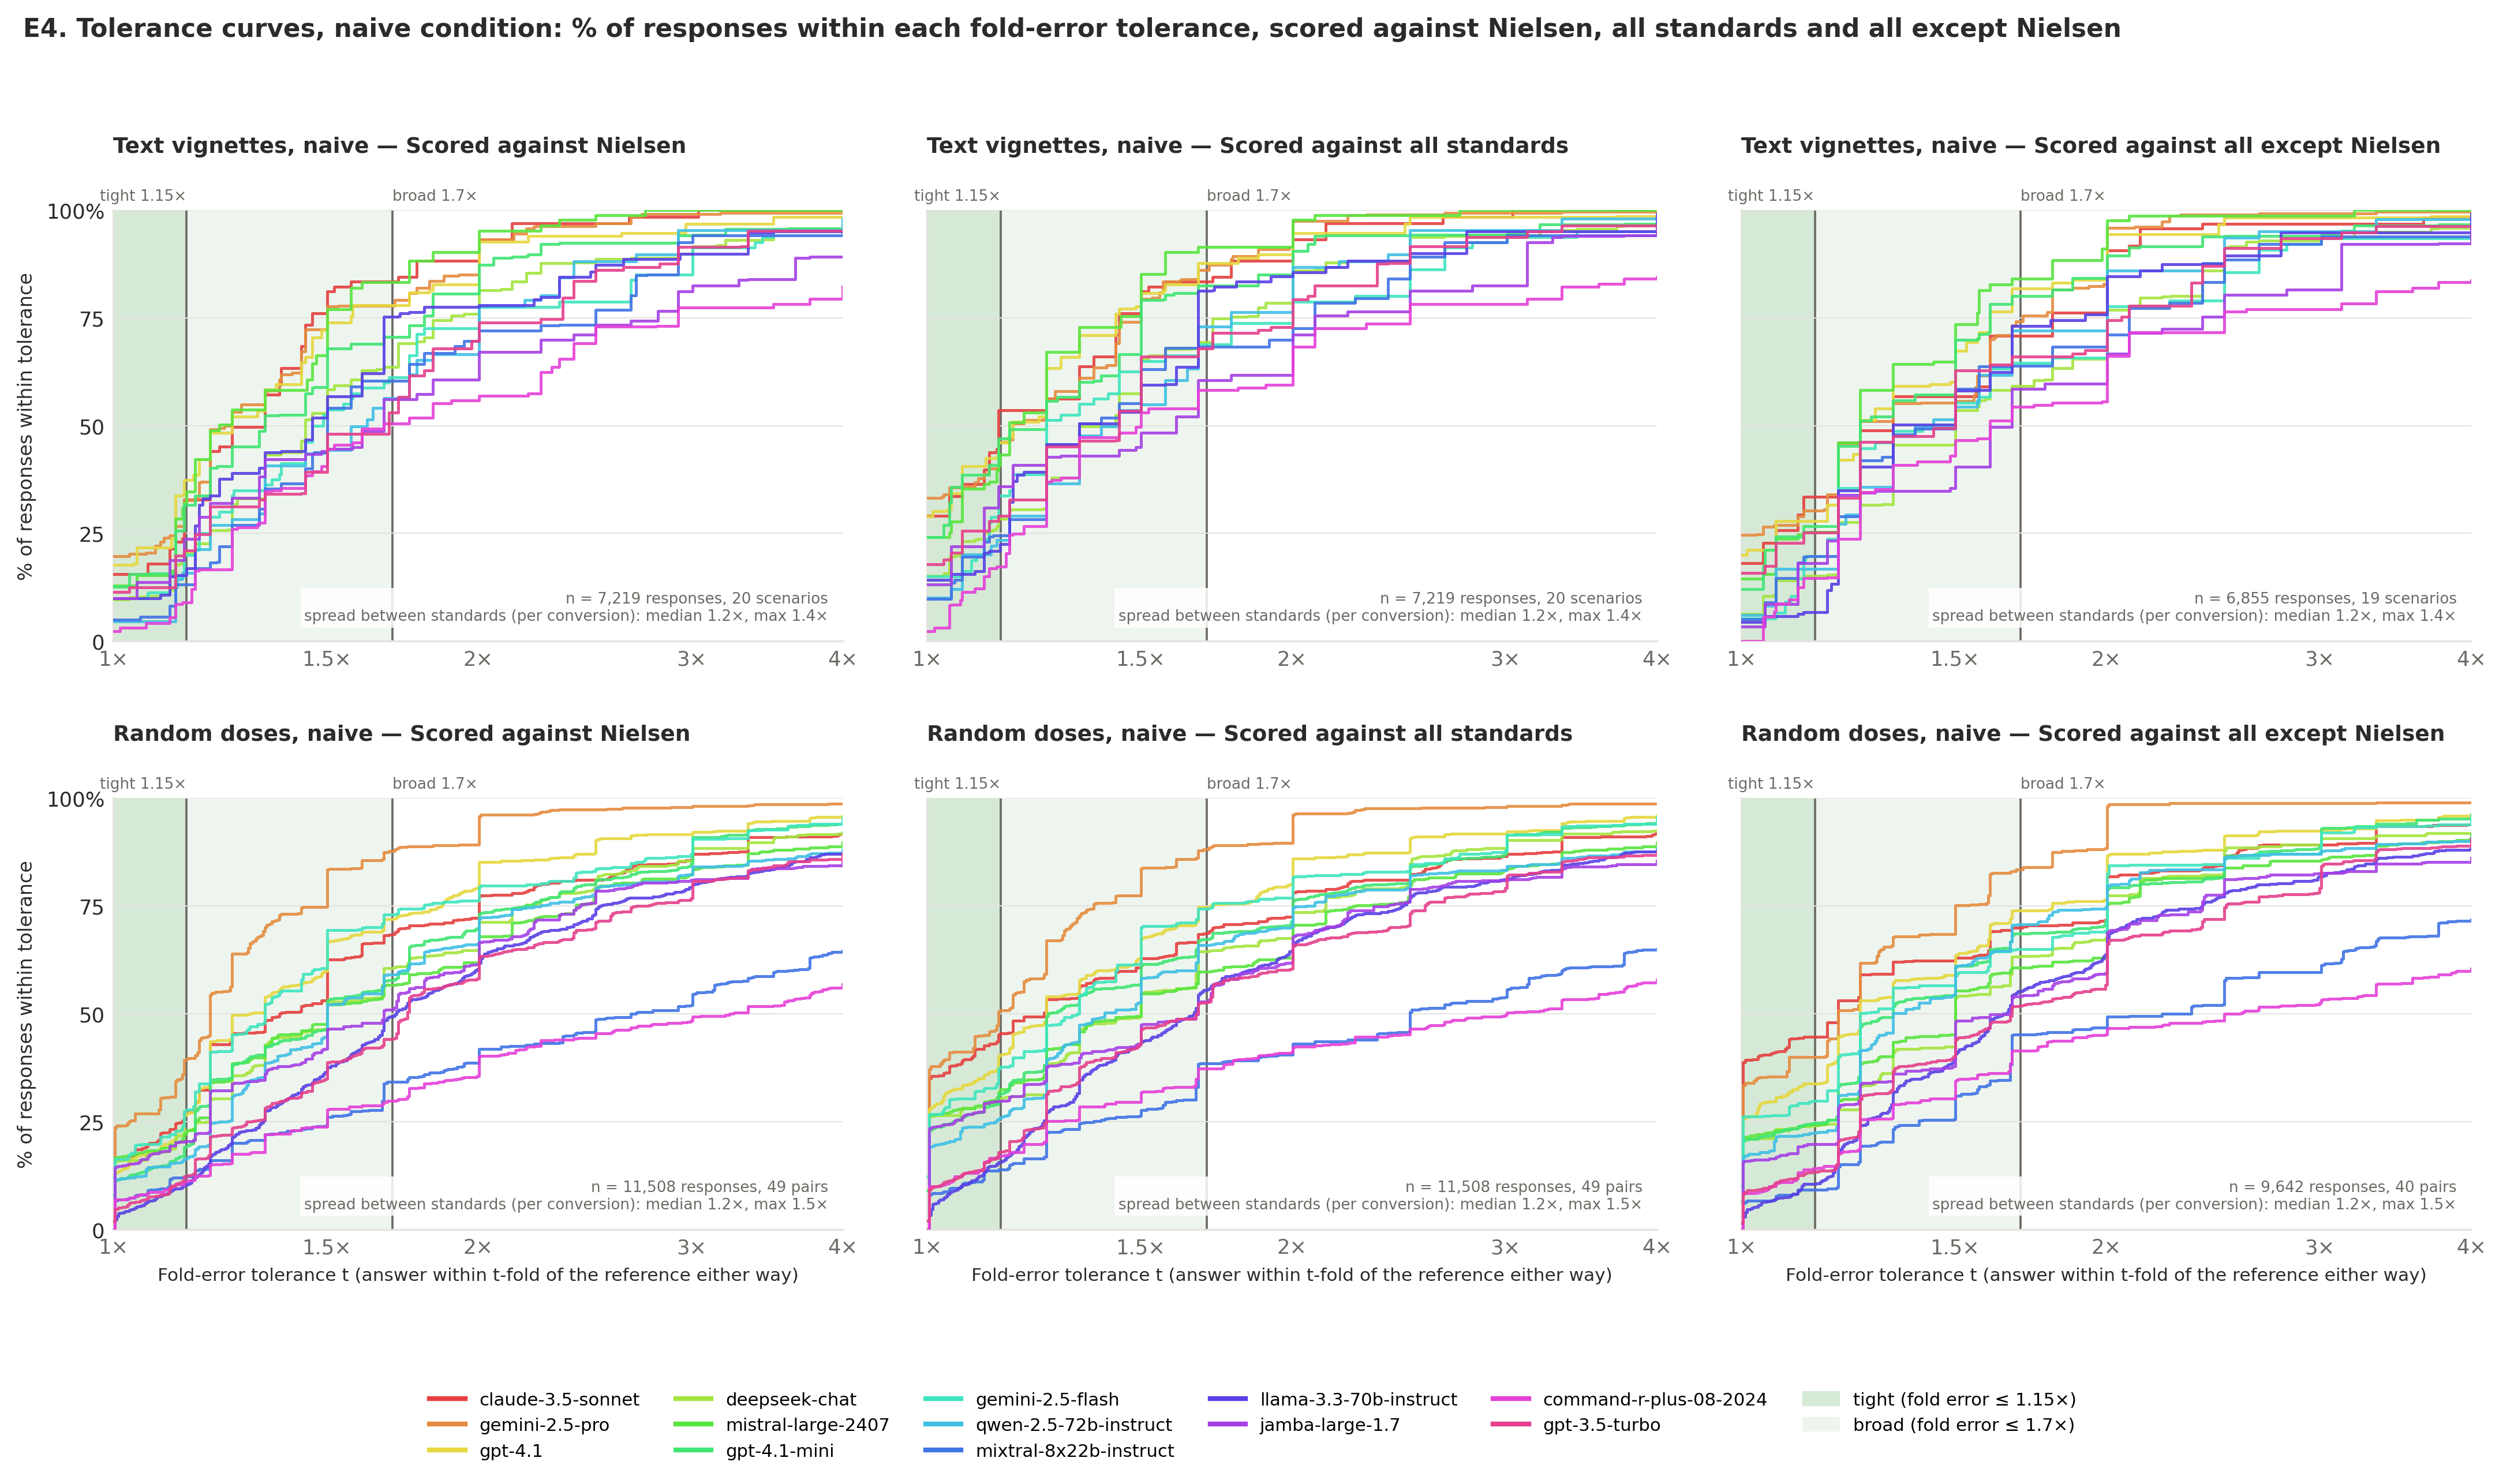 E4. Tolerance curves, naive condition: % of responses within each fold-error tolerance, scored against Nielsen, all standards and all except Nielsen
Text vignettes, naive — Scored against Nielsen
Text vignettes, naive — Scored against all standards
Text vignettes, naive — Scored against all except Nielsen
tight 1.15×
broad 1.7×
tight 1.15×
broad 1.7×
tight 1.15×
broad 1.7×
% of responses within tolerance
100%
75
50
25
0
n = 7,219 responses, 20 scenarios
spread between standards (per conversion): median 1.2×, max 1.4×
n = 7,219 responses, 20 scenarios
spread between standards (per conversion): median 1.2×, max 1.4×
n = 6,855 responses, 19 scenarios
spread between standards (per conversion): median 1.2×, max 1.4×
1× 1.5× 2× 3× 4×
1× 1.5× 2× 3× 4×
1× 1.5× 2× 3× 4×
Random doses, naive — Scored against Nielsen
Random doses, naive — Scored against all standards
Random doses, naive — Scored against all except Nielsen
tight 1.15×
broad 1.7×
tight 1.15×
broad 1.7×
tight 1.15×
broad 1.7×
% of responses within tolerance
100%
75
50
25
0
n = 11,508 responses, 49 pairs
spread between standards (per conversion): median 1.2×, max 1.5×
n = 11,508 responses, 49 pairs
spread between standards (per conversion): median 1.2×, max 1.5×
n = 9,642 responses, 40 pairs
spread between standards (per conversion): median 1.2×, max 1.5×
1× 1.5× 2× 3× 4×
1× 1.5× 2× 3× 4×
1× 1.5× 2× 3× 4×
Fold-error tolerance t (answer within t-fold of the reference either way)
Fold-error tolerance t (answer within t-fold of the reference either way)
Fold-error tolerance t (answer within t-fold of the reference either way)
claude-3.5-sonnet
gemini-2.5-pro
gpt-4.1
deepseek-chat
mistral-large-2407
gpt-4.1-mini
gemini-2.5-flash
qwen-2.5-72b-instruct
mixtral-8x22b-instruct
llama-3.3-70b-instruct
jamba-large-1.7
command-r-plus-08-2024
gpt-3.5-turbo
tight (fold error ≤ 1.15×)
broad (fold error ≤ 1.7×)